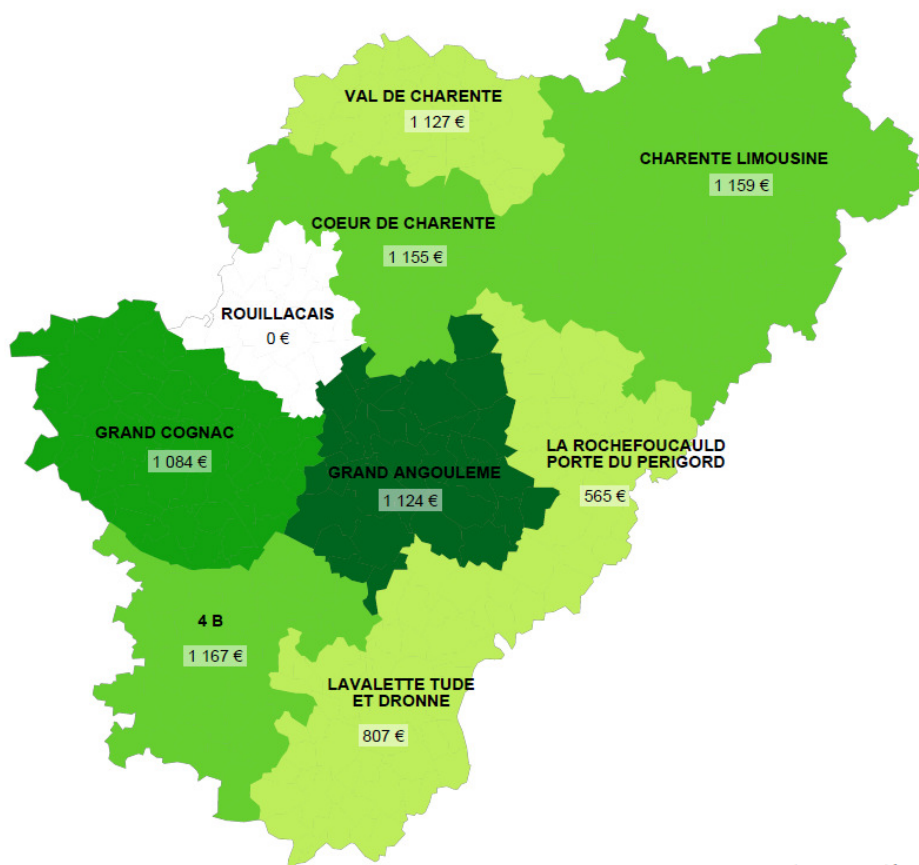 VAL DE CHARENTE
1 127 €
CHARENTE LIMOUSINE
1 159 €
COEUR DE CHARENTE
1 155 €
ROUILLACAIS
0 €
GRAND COGNAC
1 084 €
GRAND ANGOULEME
1 124 €
LA ROCHEFOUCAULD
PORTE DU PERIGORD
565 €
4 B
1 167 €
LAVALETTE TUDE
ET DRONNE
807 €